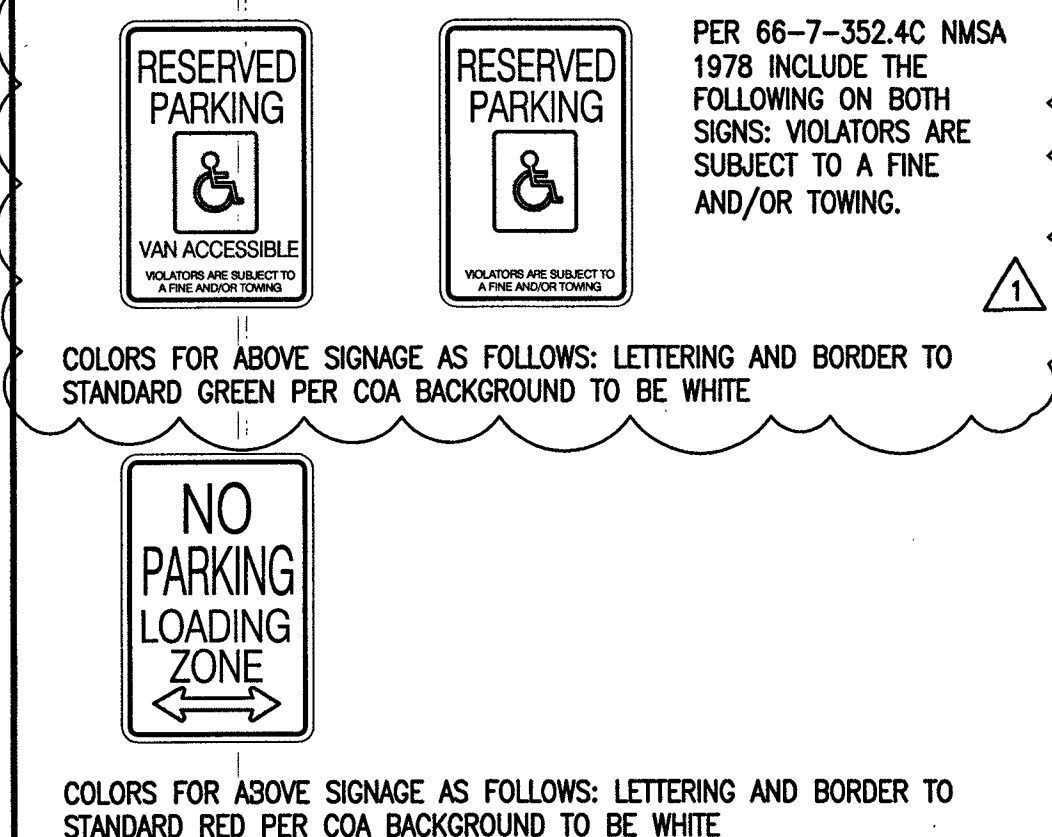 RESERVED
PARKING
VAN ACCESSIBLE
VIOLATORS ARE SUBJECT TO
A FINE AND/OR TOWING
RESERVED
PARKING
VIOLATORS ARE SUBJECT TO
A FINE AND/OR TOWING
PER 66-7-352.4C NMSA
1978 INCLUDE THE
FOLLOWING ON BOTH
SIGNS: VIOLATORS ARE
SUBJECT TO A FINE
AND/OR TOWING.
1
COLORS FOR ABOVE SIGNAGE AS FOLLOWS: LETTERING AND BORDER TO
STANDARD GREEN PER COA BACKGROUND TO BE WHITE
NO
PARKING
LOADING
ZONE
COLORS FOR ABOVE SIGNAGE AS FOLLOWS: LETTERING AND BORDER TO
STANDARD RED PER COA BACKGROUND TO BE WHITE